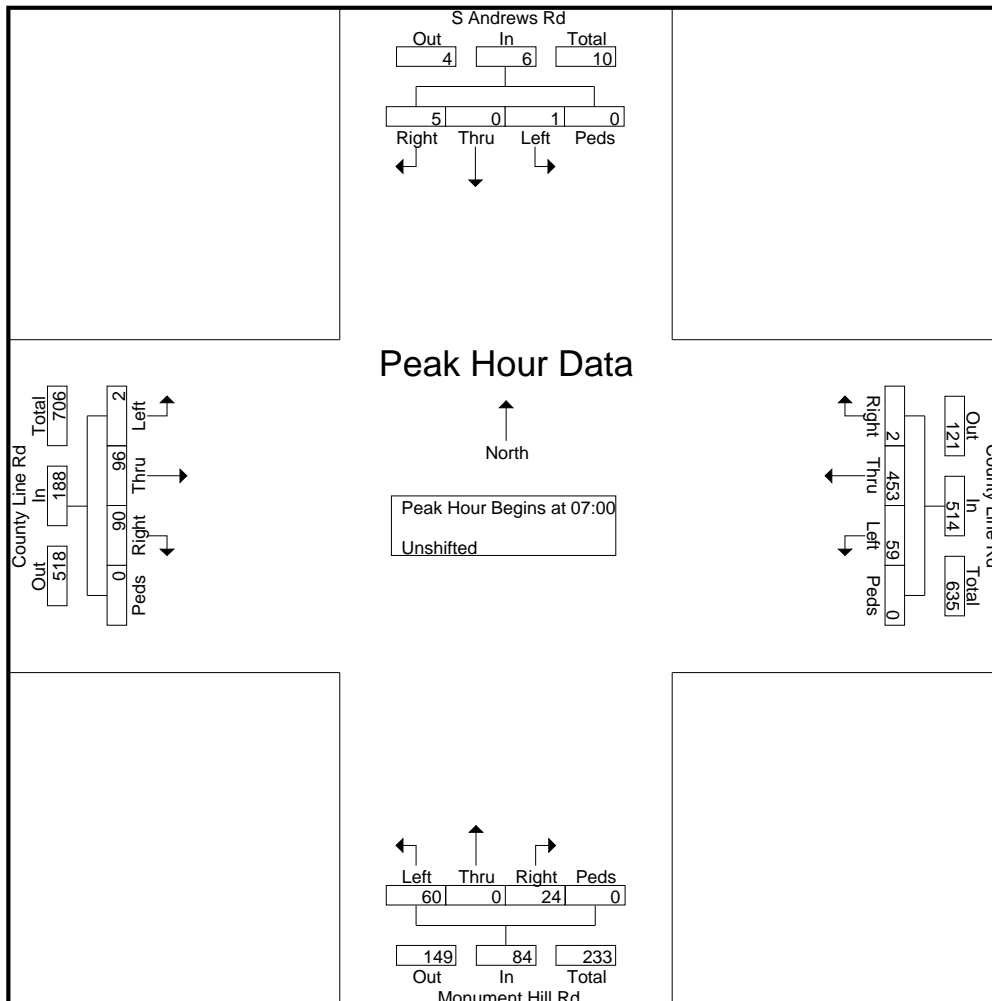 S Andrews Rd
Out In Total
4 6 10
5 0 1 0
Right Thru Left Peds
Peak Hour Data
North
Peak Hour Begins at 07:00
Unshifted
County Line Rd
Total In Out
706 188 518
2 96 90 0
Left Thru Right Peds
County Line Rd
Out In Total
121 514 635
2 453 59 0
Right Thru Left Peds
Left Thru Right Peds
60 0 24 0
149 84 233
Out In Total
Monument Hill Rd